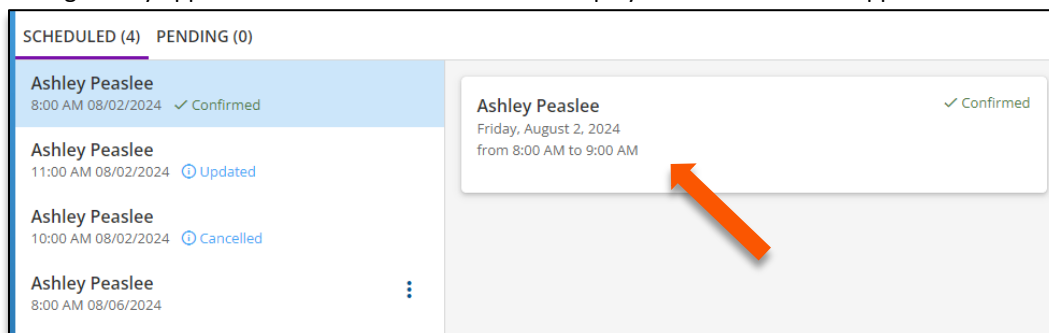 SCHEDULED (4) PENDING (0)
Ashley Peaslee
8:00 AM 08/02/2024 Confirmed
Ashley Peaslee
11:00 AM 08/02/2024 Updated
Ashley Peaslee
10:00 AM 08/02/2024 Cancelled
Ashley Peaslee
8:00 AM 08/06/2024
Ashley Peaslee
Confirmed
Friday, August 2, 2024
from 8:00 AM to 9:00 AM